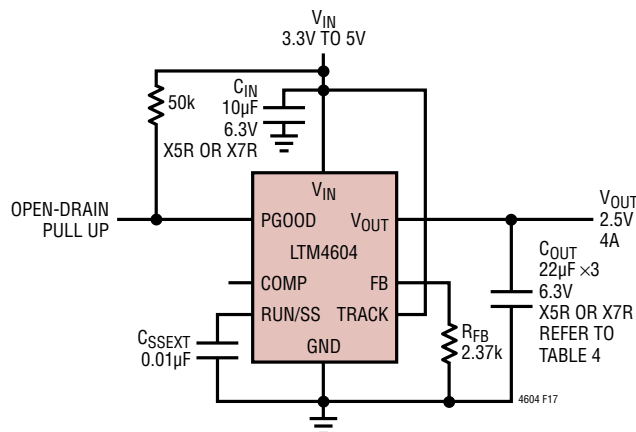 VIN
3.3V TO 5V
50k
CIN
10µF
6.3V
X5R OR X7R
OPEN-DRAIN
PULL UP
VIN
PGOOD
VOUT
LTM4604
COMP
FB
RUN/SS
TRACK
GND
CSSEXT
0.01µF
RFB
2.37k
VOUT
2.5V
4A
COUT
22µF ×3
6.3V
X5R OR X7R
REFER TO
TABLE 4
4604 F17